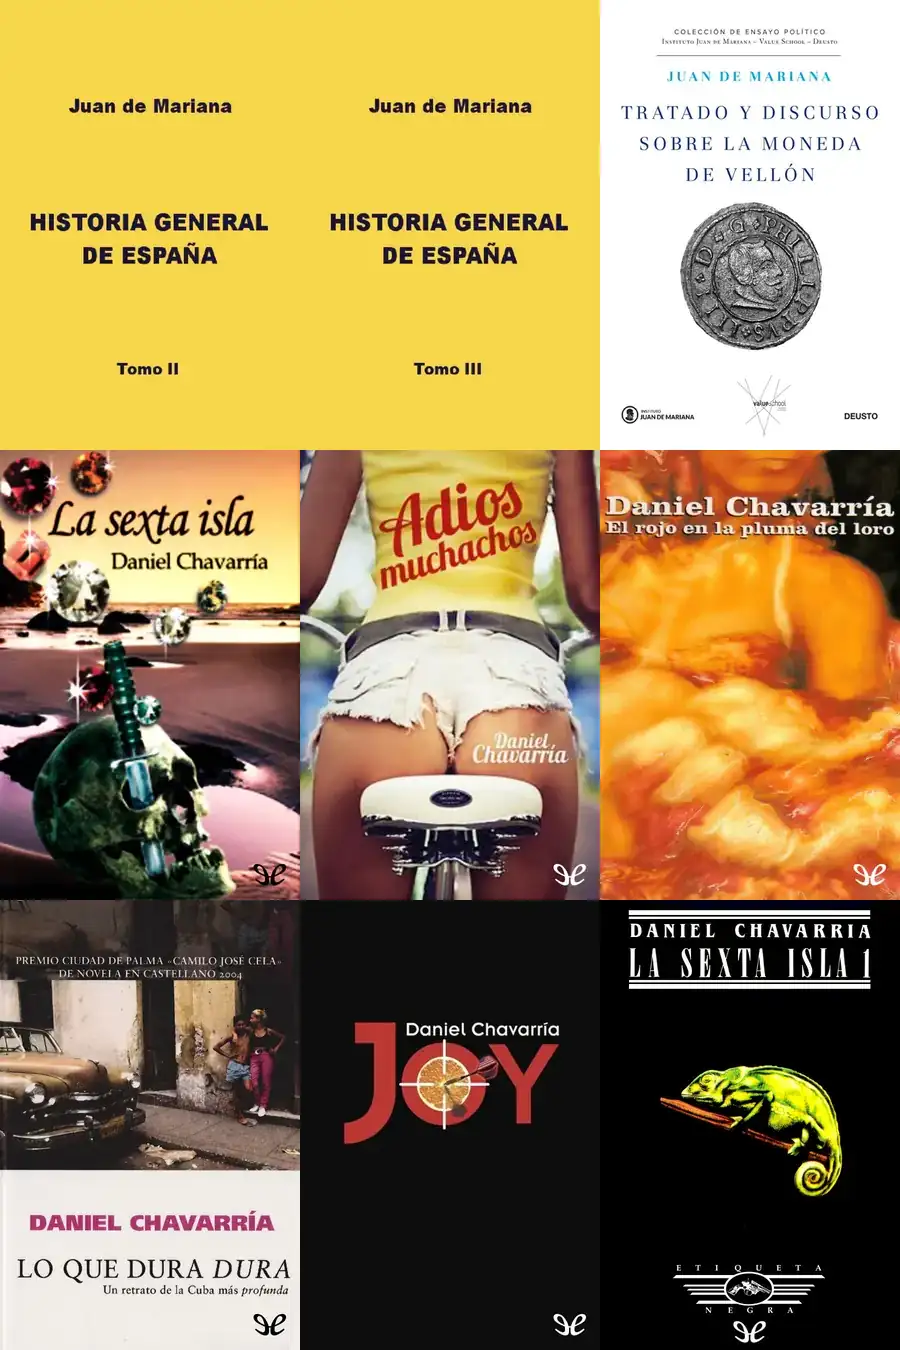 Juan de Mariana
HISTORIA GENERAL
DE ESPAÑA
Tomo II
Juan de Mariana
HISTORIA GENERAL
DE ESPAÑA
Tomo III
COLECCIÓN DE ENSAYO POLÍTICO
INSTITUTO JUAN DE MARIANA – VALUE SCHOOL – DEUSTO
JUAN DE MARIANA
TRATADO Y DISCURSO
SOBRE LA MONEDA
DE VELLÓN
IIII · D · G · PHILIPPVS
INSTITUTO
JUAN DE MARIANA
value school
DEUSTO
La sexta isla
Daniel Chavarría
Adios
muchachos
Daniel
Chavarría
Daniel Chavarría
El rojo en la pluma del loro
PREMIO CIUDAD DE PALMA «CAMILO JOSÉ CELA»
DE NOVELA EN CASTELLANO 2004
DANIEL CHAVARRÍA
LO QUE DURA DURA
Un retrato de la Cuba más profunda
Daniel Chavarría
JOY
DANIEL CHAVARRIA
LA SEXTA ISLA 1
ETIQUETA
NEGRA